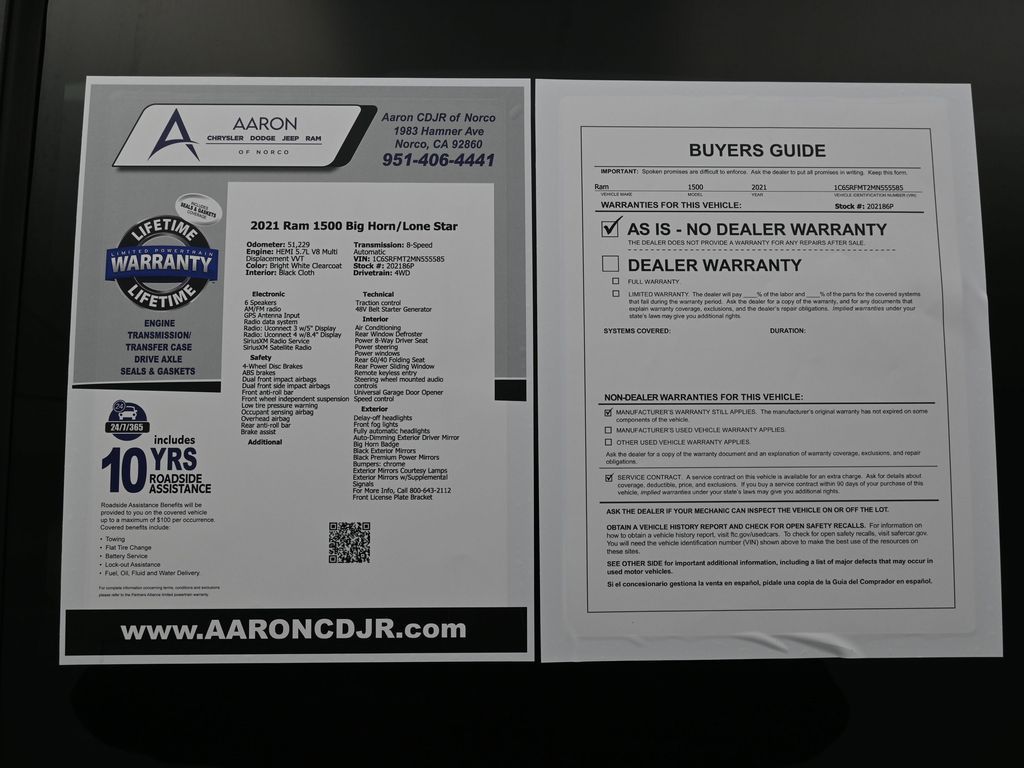 AARON
CHRYSLER DODGE JEEP RAM
OF NORCO
Aaron CDJR of Norco
1983 Hamner Ave
Norco, CA 92860
951-406-4441
INCLUDES
SEALS & GASKETS
COVERAGE
LIFETIME
LIMITED POWERTRAIN
WARRANTY
LIFETIME
ENGINE
TRANSMISSION/
TRANSFER CASE
DRIVE AXLE
SEALS & GASKETS
24
24/7/365
includes
10 YRS
ROADSIDE
ASSISTANCE
Roadside Assistance Benefits will be
provided to you on the covered vehicle
up to a maximum of $100 per occurrence.
Covered benefits include:
• Towing
• Flat Tire Change
• Battery Service
• Lock-out Assistance
• Fuel, Oil, Fluid and Water Delivery.
For complete information concerning terms, conditions and exclusions
please refer to the Partners Alliance limited powertrain warranty.
2021 Ram 1500 Big Horn/Lone Star
Odometer: 51,229
Engine: HEMI 5.7L V8 Multi
Displacement VVT
Color: Bright White Clearcoat
Interior: Black Cloth
Transmission: 8-Speed
Automatic
VIN: 1C6SRFMT2MN555585
Stock #: 202186P
Drivetrain: 4WD
Electronic
6 Speakers
AM/FM radio
GPS Antenna Input
Radio data system
Radio: Uconnect 3 w/5" Display
Radio: Uconnect 4 w/8.4" Display
SiriusXM Radio Service
SiriusXM Satellite Radio
Safety
4-Wheel Disc Brakes
ABS brakes
Dual front impact airbags
Dual front side impact airbags
Front anti-roll bar
Front wheel independent suspension
Low tire pressure warning
Occupant sensing airbag
Overhead airbag
Rear anti-roll bar
Brake assist
Additional
Technical
Traction control
48V Belt Starter Generator
Interior
Air Conditioning
Rear Window Defroster
Power 8-Way Driver Seat
Power steering
Power windows
Rear 60/40 Folding Seat
Rear Power Sliding Window
Remote keyless entry
Steering wheel mounted audio
controls
Universal Garage Door Opener
Speed control
Exterior
Delay-off headlights
Front fog lights
Fully automatic headlights
Auto-Dimming Exterior Driver Mirror
Big Horn Badge
Black Exterior Mirrors
Black Premium Power Mirrors
Bumpers: chrome
Exterior Mirrors Courtesy Lamps
Exterior Mirrors w/Supplemental
Signals
For More Info, Call 800-643-2112
Front License Plate Bracket
www.AARONCDJR.com
BUYERS GUIDE
IMPORTANT: Spoken promises are difficult to enforce. Ask the dealer to put all promises in writing. Keep this form.
Ram 1500 2021 1C6SRFMT2MN555585
VEHICLE MAKE MODEL YEAR VEHICLE IDENTIFICATION NUMBER (VIN)
WARRANTIES FOR THIS VEHICLE: Stock #: 202186P
AS IS - NO DEALER WARRANTY
THE DEALER DOES NOT PROVIDE A WARRANTY FOR ANY REPAIRS AFTER SALE.
DEALER WARRANTY
FULL WARRANTY.
LIMITED WARRANTY. The dealer will pay ____% of the labor and ____% of the parts for the covered systems
that fail during the warranty period. Ask the dealer for a copy of the warranty, and for any documents that
explain warranty coverage, exclusions, and the dealer's repair obligations. Implied warranties under your
state's laws may give you additional rights.
SYSTEMS COVERED: DURATION:
NON-DEALER WARRANTIES FOR THIS VEHICLE:
MANUFACTURER'S WARRANTY STILL APPLIES. The manufacturer's original warranty has not expired on some
components of the vehicle.
MANUFACTURER'S USED VEHICLE WARRANTY APPLIES.
OTHER USED VEHICLE WARRANTY APPLIES.
Ask the dealer for a copy of the warranty document and an explanation of warranty coverage, exclusions, and repair
obligations.
SERVICE CONTRACT. A service contract on this vehicle is available for an extra charge. Ask for details about
coverage, deductible, price, and exclusions. If you buy a service contract within 90 days of your purchase of
this vehicle, implied warranties under your state's laws may give you additional rights.
ASK THE DEALER IF YOUR MECHANIC CAN INSPECT THE VEHICLE ON OR OFF THE LOT.
OBTAIN A VEHICLE HISTORY REPORT AND CHECK FOR OPEN SAFETY RECALLS. For information on
how to obtain a vehicle history report, visit ftc.gov/usedcars. To check for open safety recalls, visit safercar.gov.
You will need the vehicle identification number (VIN) shown above to make the best use of the resources on
these sites.
SEE OTHER SIDE for important additional information, including a list of major defects that may occur in
used motor vehicles.
Si el concesionario gestiona la venta en español, pídale una copia de la Guía del Comprador en español.